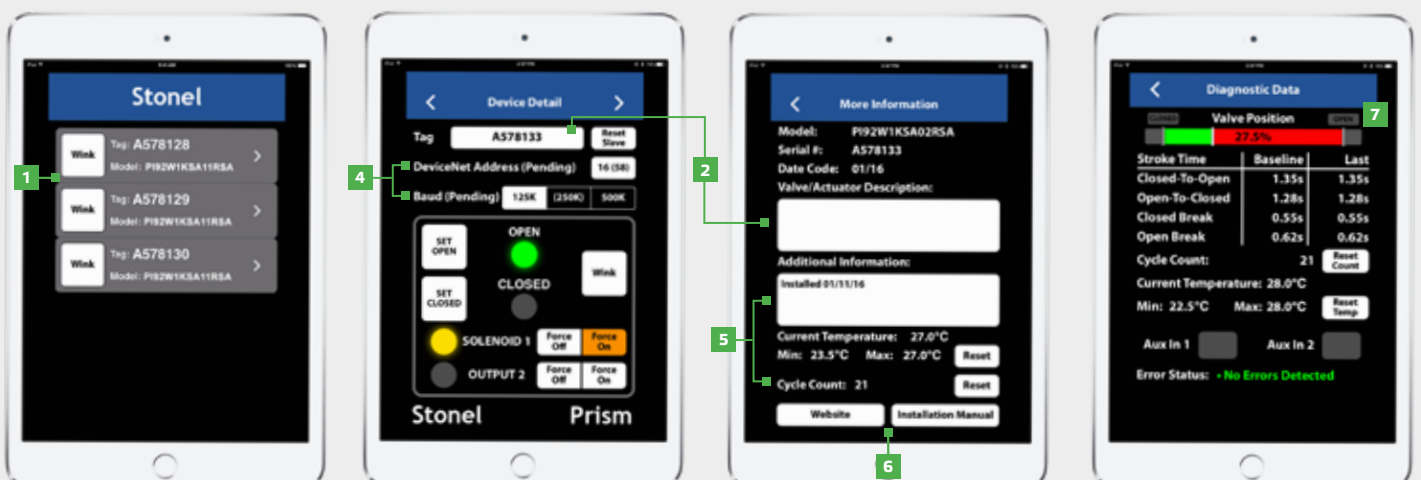 Stonel
Wink
Tag: A578128
Model: PI92W1KSA11RSA
Wink
Tag: A578129
Model: PI92W1KSA11RSA
Wink
Tag: A578130
Model: PI92W1KSA11RSA
1
Device Detail
Tag A578133 Reset Slave
DeviceNet Address (Pending) 16 (58)
Baud (Pending) 125K (250K) 500K
4
2
SET OPEN
OPEN
SET CLOSED
CLOSED
Wink
SOLENOID 1 Force Off Force On
OUTPUT 2 Force Off Force On
Stonel Prism
More Information
Model: PI92W1KSA02RSA
Serial #: A578133
Date Code: 01/16
Valve/Actuator Description:
Additional Information:
Installed 01/11/16
5
Current Temperature: 27.0°C
Min: 23.5°C Max: 27.0°C Reset
Cycle Count: 21 Reset
Website Installation Manual
6
Diagnostic Data
7
CLOSED Valve Position OPEN
27.5%
Stroke Time Baseline Last
Closed-To-Open 1.35s 1.35s
Open-To-Closed 1.28s 1.28s
Closed Break 0.55s 0.55s
Open Break 0.62s 0.62s
Cycle Count: 21 Reset Count
Current Temperature: 28.0°C
Min: 22.5°C Max: 28.0°C Reset Temp
Aux In 1 Aux In 2
Error Status: • No Errors Detected